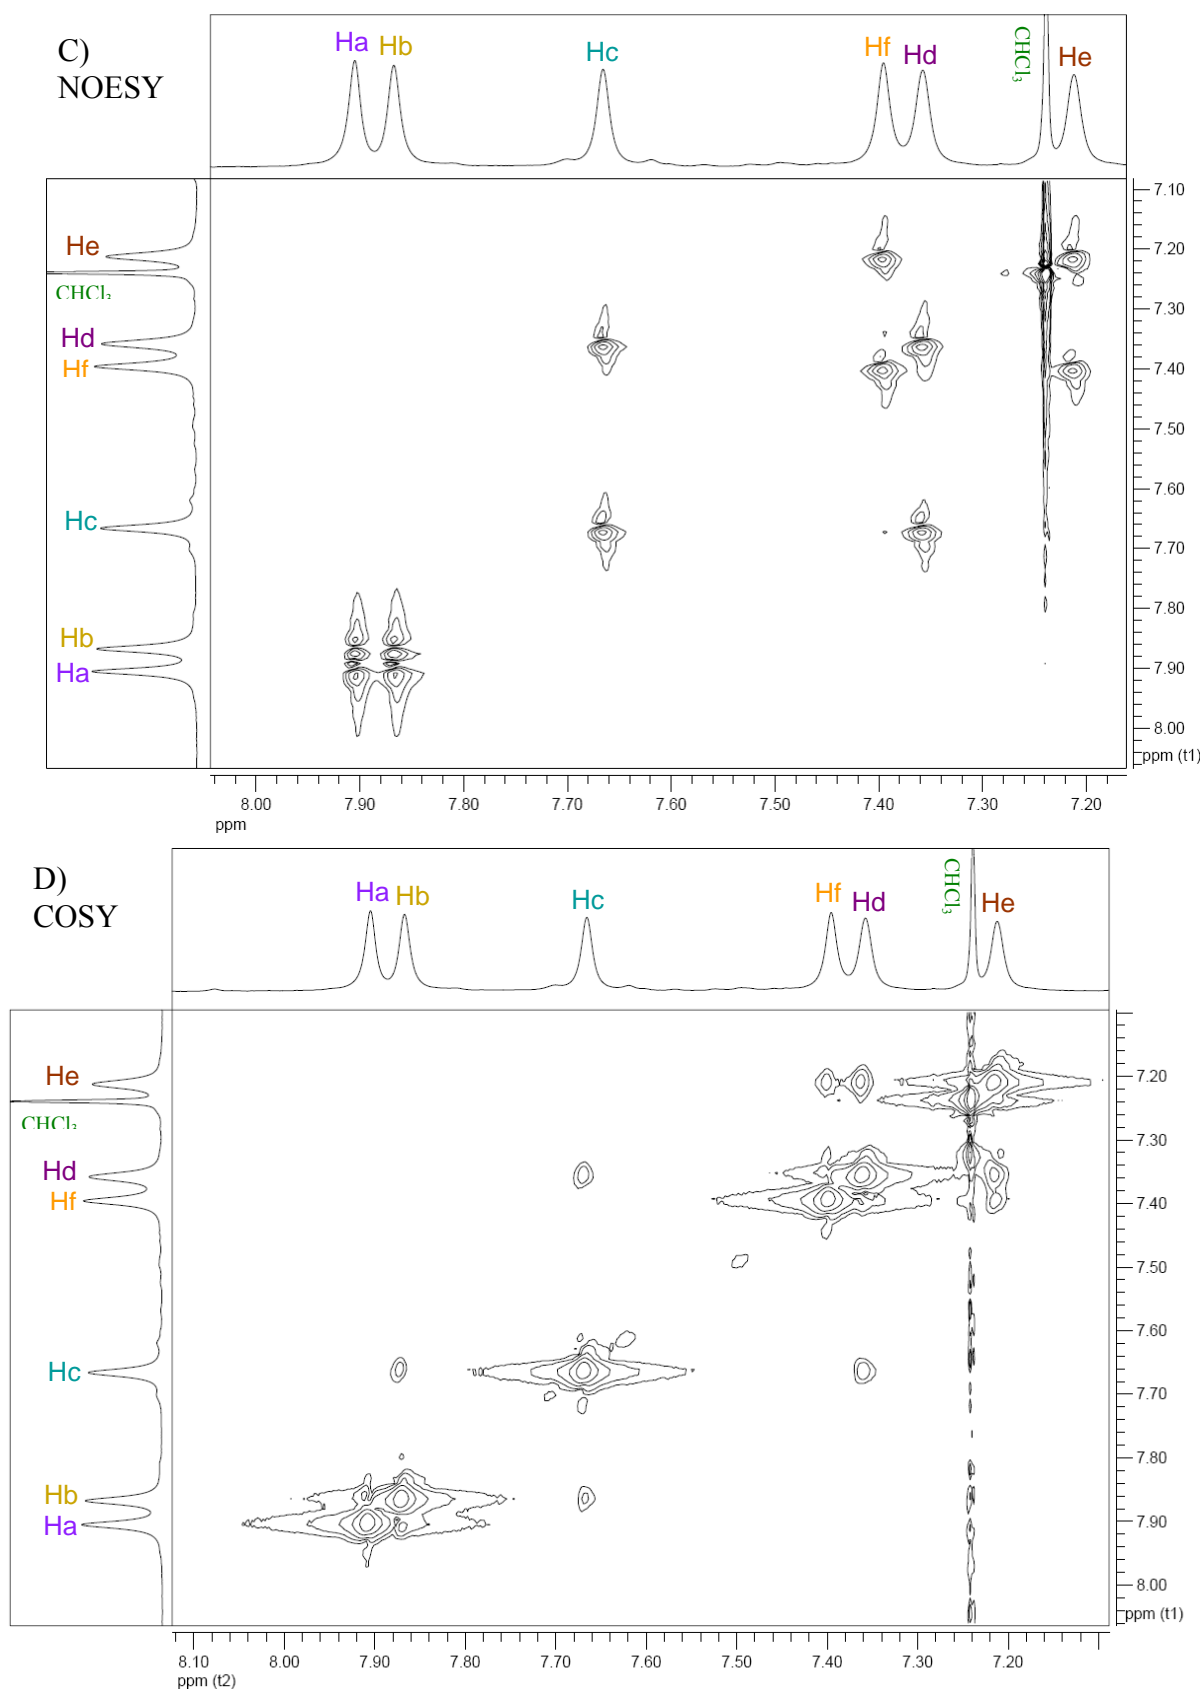 C)
NOESY
Ha Hb Hc Hf Hd CHCl₃ He
He
CHCl₃
Hd
Hf
Hc
Hb
Ha
7.10
7.20
7.30
7.40
7.50
7.60
7.70
7.80
7.90
8.00
ppm (t1)
8.00 7.90 7.80 7.70 7.60 7.50 7.40 7.30 7.20
ppm
D)
COSY
Ha Hb Hc Hf Hd CHCl₃ He
He
CHCl₃
Hd
Hf
Hc
Hb
Ha
7.20
7.30
7.40
7.50
7.60
7.70
7.80
7.90
8.00
ppm (t1)
8.10 8.00 7.90 7.80 7.70 7.60 7.50 7.40 7.30 7.20
ppm (t2)